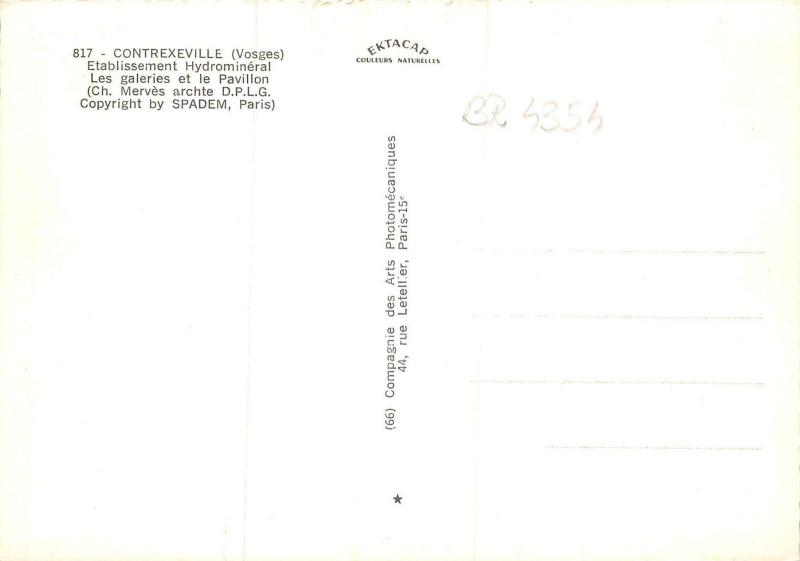 817 - CONTREXEVILLE (Vosges)
Etablissement Hydrominéral
Les galeries et le Pavillon
(Ch. Mervès archte D.P.L.G.
Copyright by SPADEM, Paris)
EKTACAP
COULEURS NATURELLES
BR 4354
(66) Compagnie des Arts Photomécaniques
44, rue Letellier, Paris-15e